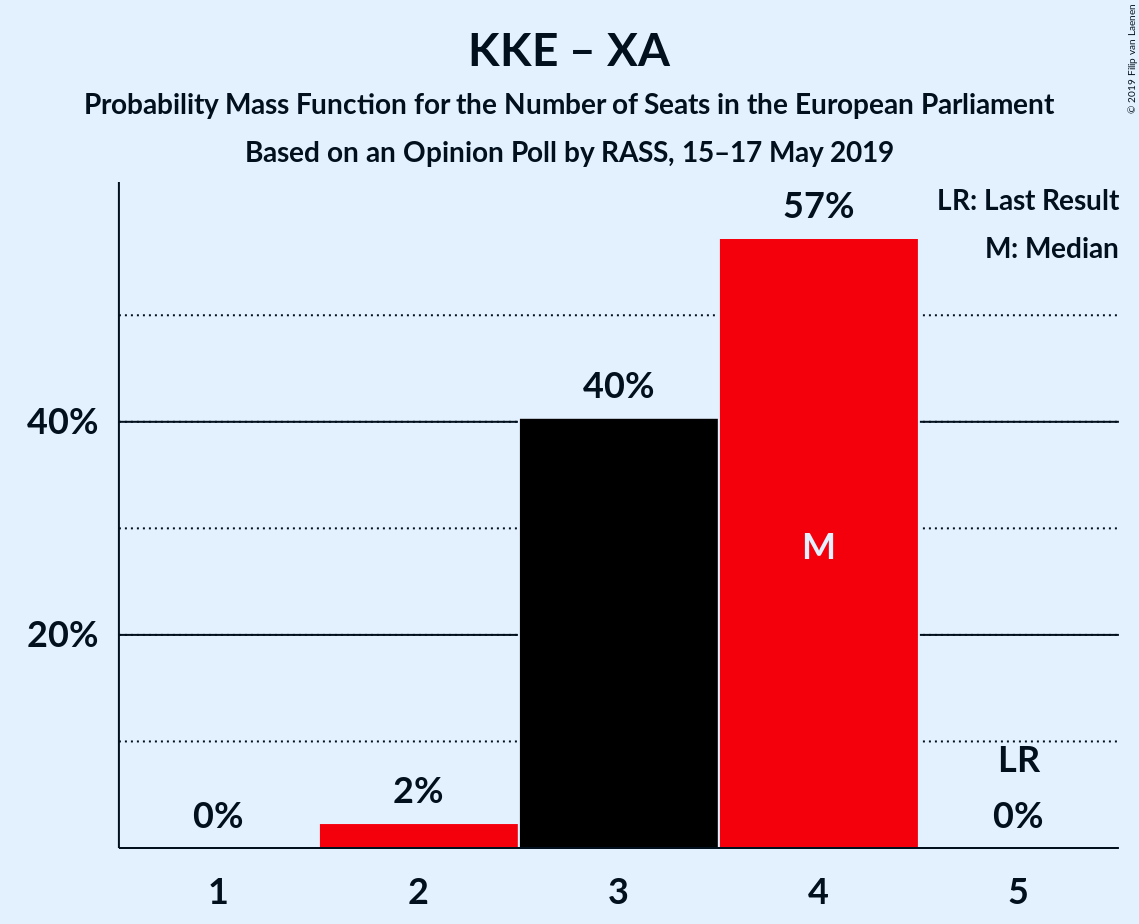 KKE – XA
Probability Mass Function for the Number of Seats in the European Parliament
Based on an Opinion Poll by RASS, 15–17 May 2019
© 2019 Filip van Laenen
LR: Last Result
M: Median
57%
40%
40%
M
20%
LR
2%
0%
0%
1 2 3 4 5